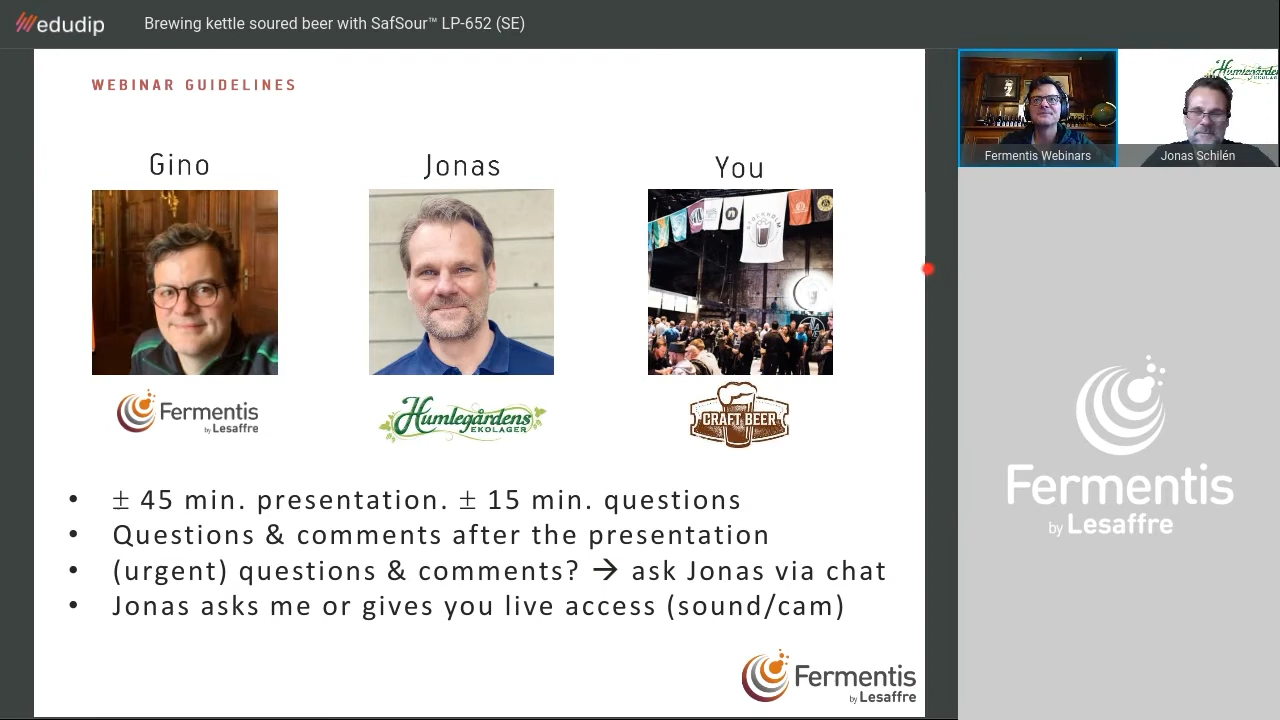 edudip
Brewing kettle soured beer with SafSour™ LP-652 (SE)
WEBINAR GUIDELINES
Gino
Jonas
You
STOCKHOLM
Fermentis
by Lesaffre
Humlegårdens
EKOLAGER
CRAFT BEER
• ± 45 min. presentation. ± 15 min. questions
• Questions & comments after the presentation
• (urgent) questions & comments? → ask Jonas via chat
• Jonas asks me or gives you live access (sound/cam)
Fermentis
by Lesaffre
Humlegårdens
Fermentis Webinars
Jonas Schilén
Fermentis
by Lesaffre